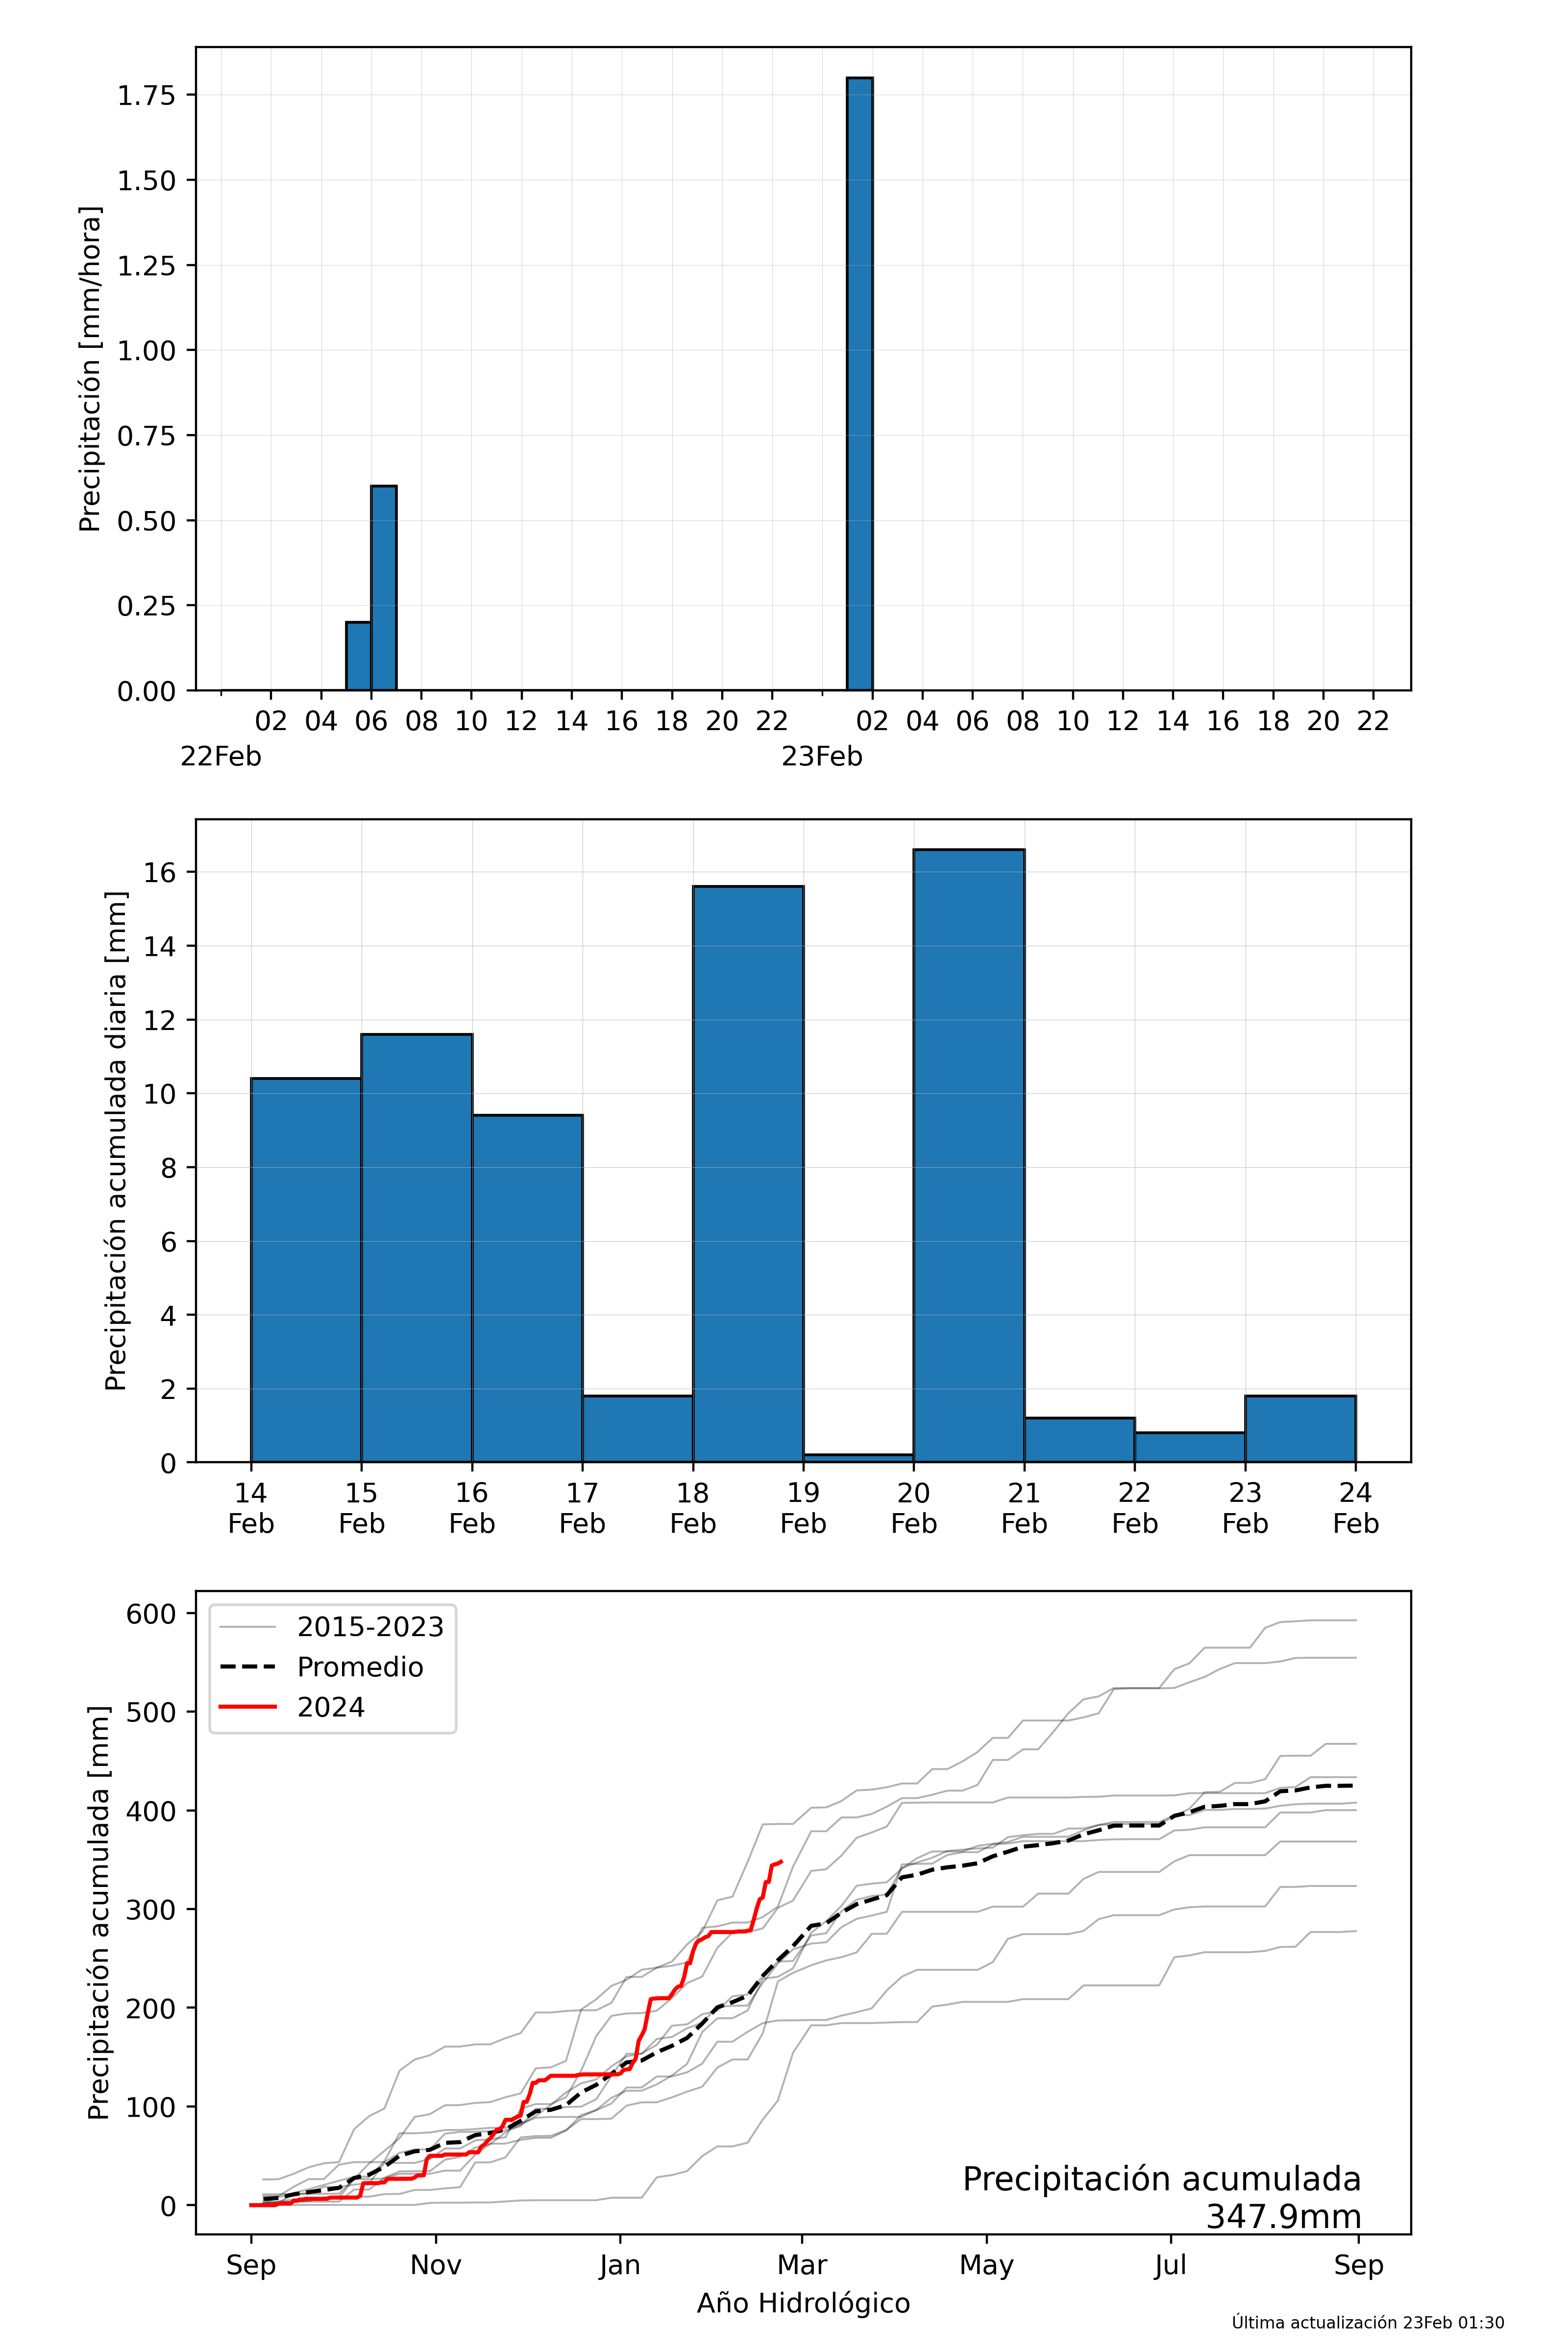 Precipitación [mm/hora]
1.75
1.50
1.25
1.00
0.75
0.50
0.25
0.00
02 04 06 08 10 12 14 16 18 20 22 02 04 06 08 10 12 14 16 18 20 22
22Feb 23Feb
Precipitación acumulada diaria [mm]
16
14
12
10
8
6
4
2
0
14 15 16 17 18 19 20 21 22 23 24
Feb Feb Feb Feb Feb Feb Feb Feb Feb Feb Feb
Precipitación acumulada [mm]
600
500
400
300
200
100
0
2015-2023
Promedio
2024
Precipitación acumulada
347.9mm
Sep Nov Jan Mar May Jul Sep
Año Hidrológico
Última actualización 23Feb 01:30